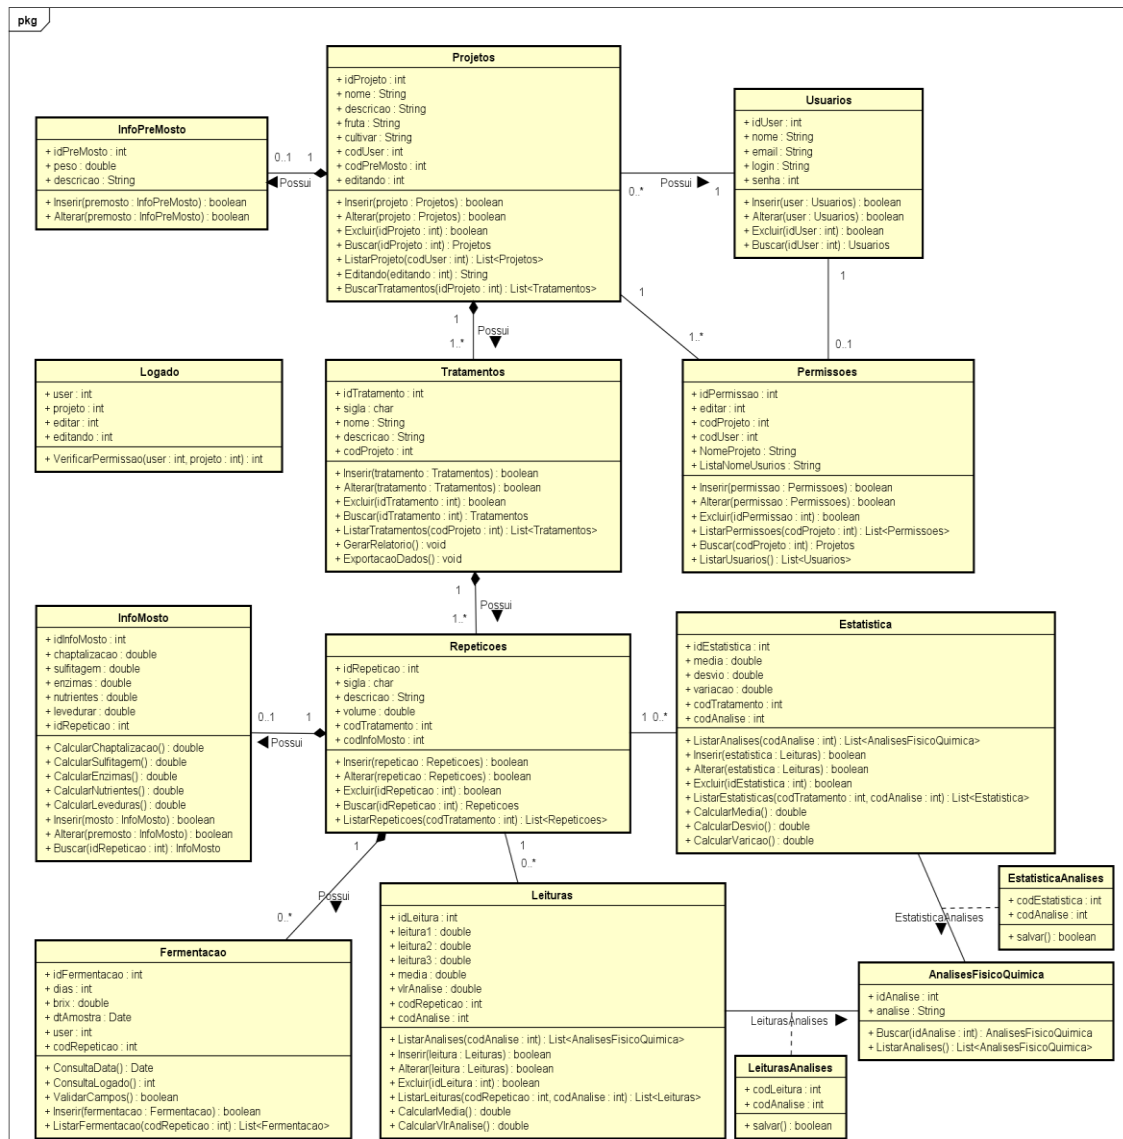 pkg
Projetos
+ idProjeto : int
+ nome : String
+ descricao : String
+ fruta : String
+ cultivar : String
+ codUser : int
+ codPreMosto : int
+ editando : int
+ Inserir(projeto : Projetos) : boolean
+ Alterar(projeto : Projetos) : boolean
+ Excluir(idProjeto : int) : boolean
+ Buscar(idProjeto : int) : Projetos
+ ListarProjeto(codUser : int) : List<Projetos>
+ Editando(editando : int) : String
+ BuscarTratamentos(idProjeto : int) : List<Tratamentos>
InfoPreMosto
+ idPreMosto : int
+ peso : double
+ descricao : String
+ Inserir(premosto : InfoPreMosto) : boolean
+ Alterar(premosto : InfoPreMosto) : boolean
0..1 1
Possui
Usuarios
+ idUser : int
+ nome : String
+ email : String
+ login : String
+ senha : int
+ Inserir(user : Usuarios) : boolean
+ Alterar(user : Usuarios) : boolean
+ Excluir(idUser : int) : boolean
+ Buscar(idUser : int) : Usuarios
0..* Possui 1
1
0..1
1
1..*
1
Possui
1..*
Logado
+ user : int
+ projeto : int
+ editar : int
+ editando : int
+ VerificarPermissao(user : int, projeto : int) : int
Tratamentos
+ idTratamento : int
+ sigla : char
+ nome : String
+ descricao : String
+ codProjeto : int
+ Inserir(tratamento : Tratamentos) : boolean
+ Alterar(tratamento : Tratamentos) : boolean
+ Excluir(idTratamento : int) : boolean
+ Buscar(idTratamento : int) : Tratamentos
+ ListarTratamentos(codProjeto : int) : List<Tratamentos>
+ GerarRelatorio() : void
+ ExportacaoDados() : void
Permissoes
+ idPermissao : int
+ editar : int
+ codProjeto : int
+ codUser : int
+ NomeProjeto : String
+ ListaNomeUsurios : String
+ Inserir(permissao : Permissoes) : boolean
+ Alterar(permissao : Permissoes) : boolean
+ Excluir(idPermissao : int) : boolean
+ ListarPermissoes(codProjeto : int) : List<Permissoes>
+ Buscar(codProjeto : int) : Projetos
+ ListarUsuarios() : List<Usuarios>
1
Possui
1..*
InfoMosto
+ idInfoMosto : int
+ chaptalizacao : double
+ sulfitagem : double
+ enzimas : double
+ nutrientes : double
+ levedurar : double
+ idRepeticao : int
+ CalcularChaptalizacao() : double
+ CalcularSulfitagem() : double
+ CalcularEnzimas() : double
+ CalcularNutrientes() : double
+ CalcularLeveduras() : double
+ Inserir(mosto : InfoMosto) : boolean
+ Alterar(premosto : InfoMosto) : boolean
+ Buscar(idRepeticao : int) : InfoMosto
0..1 1
Possui
Repeticoes
+ idRepeticao : int
+ sigla : char
+ descricao : String
+ volume : double
+ codTratamento : int
+ codInfoMosto : int
+ Inserir(repeticao : Repeticoes) : boolean
+ Alterar(repeticao : Repeticoes) : boolean
+ Excluir(idRepeticao : int) : boolean
+ Buscar(idRepeticao : int) : Repeticoes
+ ListarRepeticoes(codTratamento : int) : List<Repeticoes>
1 0..*
Estatistica
+ idEstatistica : int
+ media : double
+ desvio : double
+ variacao : double
+ codTratamento : int
+ codAnalise : int
+ ListarAnalises(codAnalise : int) : List<AnalisesFisicoQuimica>
+ Inserir(estatistica : Leituras) : boolean
+ Alterar(estatistica : Leituras) : boolean
+ Excluir(idEstatistica : int) : boolean
+ ListarEstatisticas(codTratamento : int, codAnalise : int) : List<Estatistica>
+ CalcularMedia() : double
+ CalcularDesvio() : double
+ CalcularVaricao() : double
1
Possui
0..*
1
0..*
Fermentacao
+ idFermentacao : int
+ dias : int
+ brix : double
+ dtAmostra : Date
+ user : int
+ codRepeticao : int
+ ConsultaData() : Date
+ ConsultaLogado() : int
+ ValidarCampos() : boolean
+ Inserir(fermentacao : Fermentacao) : boolean
+ ListarFermentacao(codRepeticao : int) : List<Fermentacao>
Leituras
+ idLeitura : int
+ leitura1 : double
+ leitura2 : double
+ leitura3 : double
+ media : double
+ vlrAnalise : double
+ codRepeticao : int
+ codAnalise : int
+ ListarAnalises(codAnalise : int) : List<AnalisesFisicoQuimica>
+ Inserir(leitura : Leituras) : boolean
+ Alterar(leitura : Leituras) : boolean
+ Excluir(idLeitura : int) : boolean
+ ListarLeituras(codRepeticao : int, codAnalise : int) : List<Leituras>
+ CalcularMedia() : double
+ CalcularVlrAnalise() : double
EstatisticaAnalises
EstatisticaAnalises
+ codEstatistica : int
+ codAnalise : int
+ salvar() : boolean
AnalisesFisicoQuimica
+ idAnalise : int
+ analise : String
+ Buscar(idAnalise : int) : AnalisesFisicoQuimica
+ ListarAnalises() : List<AnalisesFisicoQuimica>
LeiturasAnalises
LeiturasAnalises
+ codLeitura : int
+ codAnalise : int
+ salvar() : boolean